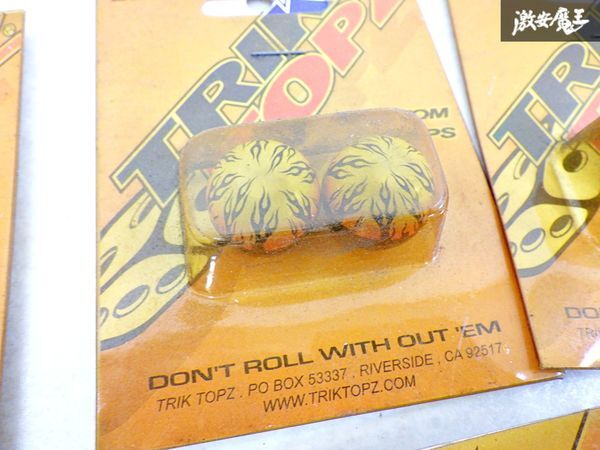 激安魔王
TRIK
TOPZ
DON'T ROLL WITH OUT 'EM
TRIK TOPZ . PO BOX 53337 . RIVERSIDE , CA 92517
WWW.TRIKTOPZ.COM